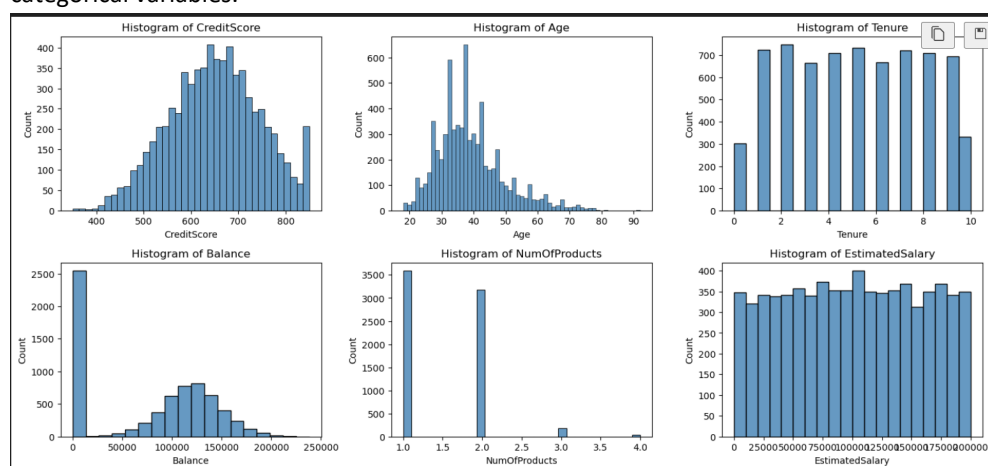 categorical variables.
Histogram of CreditScore
Count
400
350
300
250
200
150
100
50
0
400 500 600 700 800
CreditScore
Histogram of Age
Count
600
500
400
300
200
100
0
20 30 40 50 60 70 80 90
Age
Histogram of Tenure
Count
700
600
500
400
300
200
100
0
0 2 4 6 8 10
Tenure
Histogram of Balance
Count
2500
2000
1500
1000
500
0
0 50000 100000 150000 200000 250000
Balance
Histogram of NumOfProducts
Count
3500
3000
2500
2000
1500
1000
500
0
1.0 1.5 2.0 2.5 3.0 3.5 4.0
NumOfProducts
Histogram of EstimatedSalary
Count
400
350
300
250
200
150
100
50
0
0 25000 50000 75000 100000 125000 150000 175000 200000
EstimatedSalary